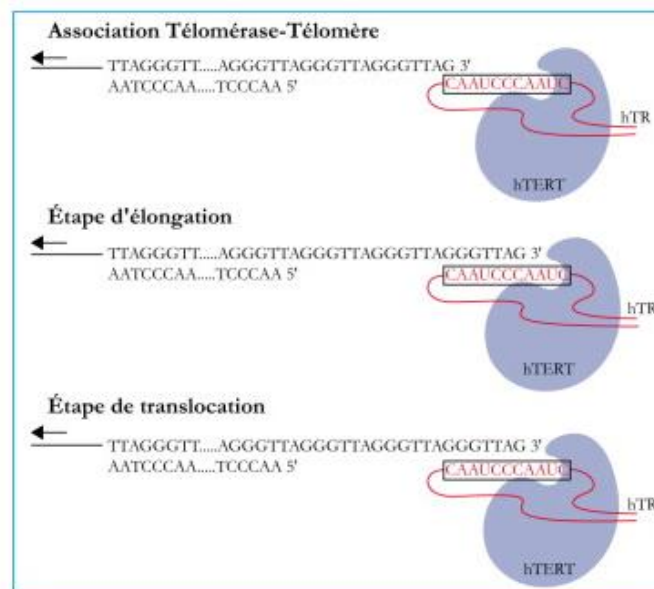 Association Télomérase-Télomère
TTAGGGTT.....AGGGTTAGGGTTAGGGTTAG 3'
AATCCCAA.....TCCCAA 5'
CAAUCCCAAUC
hTR
hTERT
Étape d'élongation
TTAGGGTT.....AGGGTTAGGGTTAGGGTTAGGGTTAG 3'
AATCCCAA.....TCCCAA 5'
CAAUCCCAAUC
hTR
hTERT
Étape de translocation
TTAGGGTT.....AGGGTTAGGGTTAGGGTTAGGGTTAG 3'
AATCCCAA.....TCCCAA 5'
CAAUCCCAAUC
hTR
hTERT